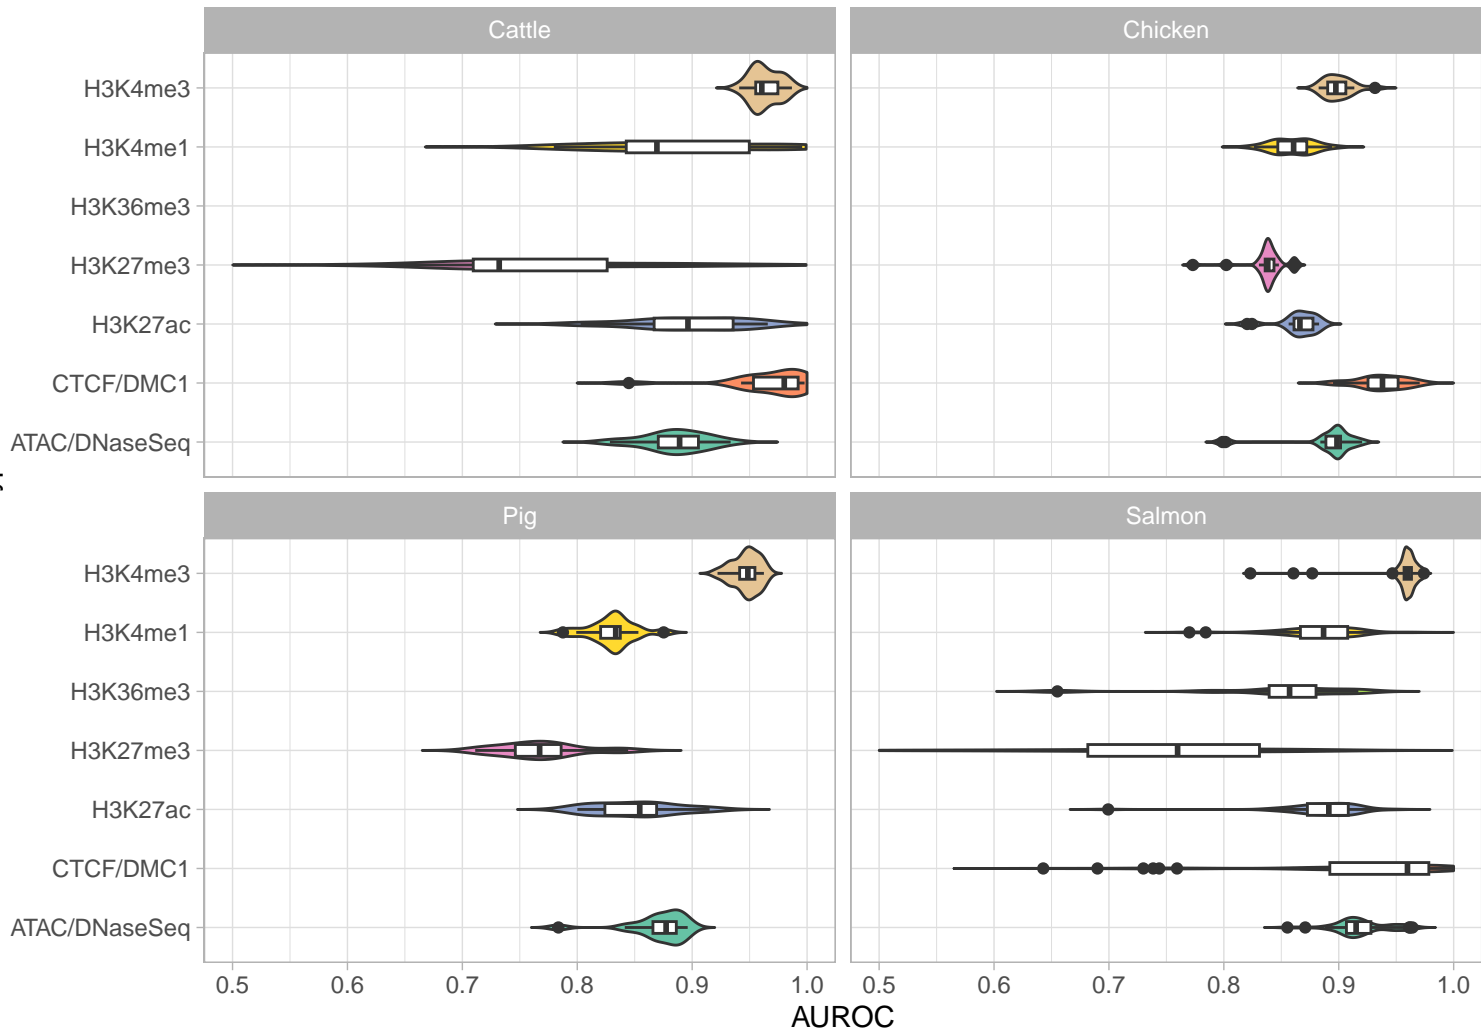 Cattle
Chicken
H3K4me3
H3K4me1
H3K36me3
H3K27me3
H3K27ac
CTCF/DMC1
ATAC/DNaseSeq
Pig
Salmon
H3K4me3
H3K4me1
H3K36me3
H3K27me3
H3K27ac
CTCF/DMC1
ATAC/DNaseSeq
0.5 0.6 0.7 0.8 0.9 1.0 0.5 0.6 0.7 0.8 0.9 1.0
AUROC